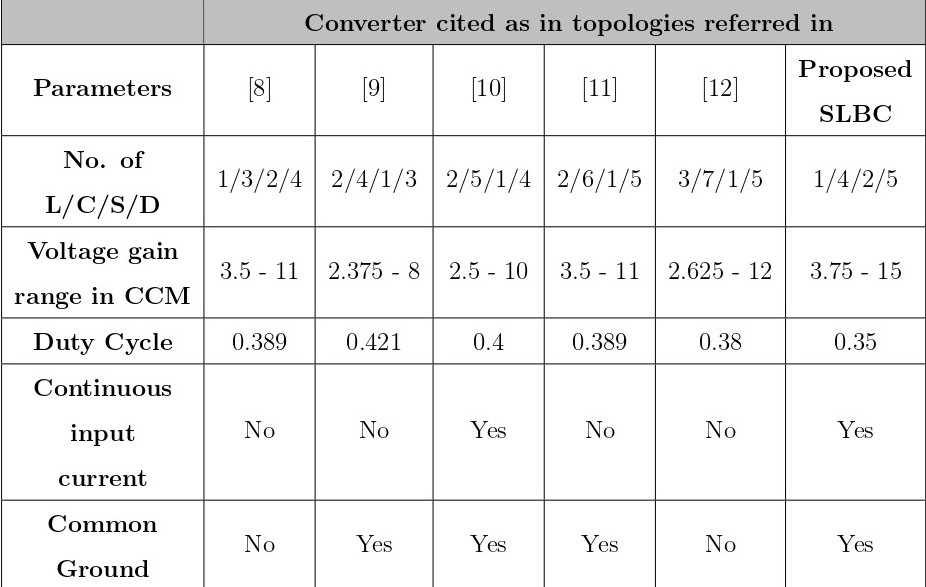 Converter cited as in topologies referred in
Parameters [8] [9] [10] [11] [12] Proposed SLBC
No. of L/C/S/D 1/3/2/4 2/4/1/3 2/5/1/4 2/6/1/5 3/7/1/5 1/4/2/5
Voltage gain range in CCM 3.5 - 11 2.375 - 8 2.5 - 10 3.5 - 11 2.625 - 12 3.75 - 15
Duty Cycle 0.389 0.421 0.4 0.389 0.38 0.35
Continuous input current No No Yes No No Yes
Common Ground No Yes Yes Yes No Yes